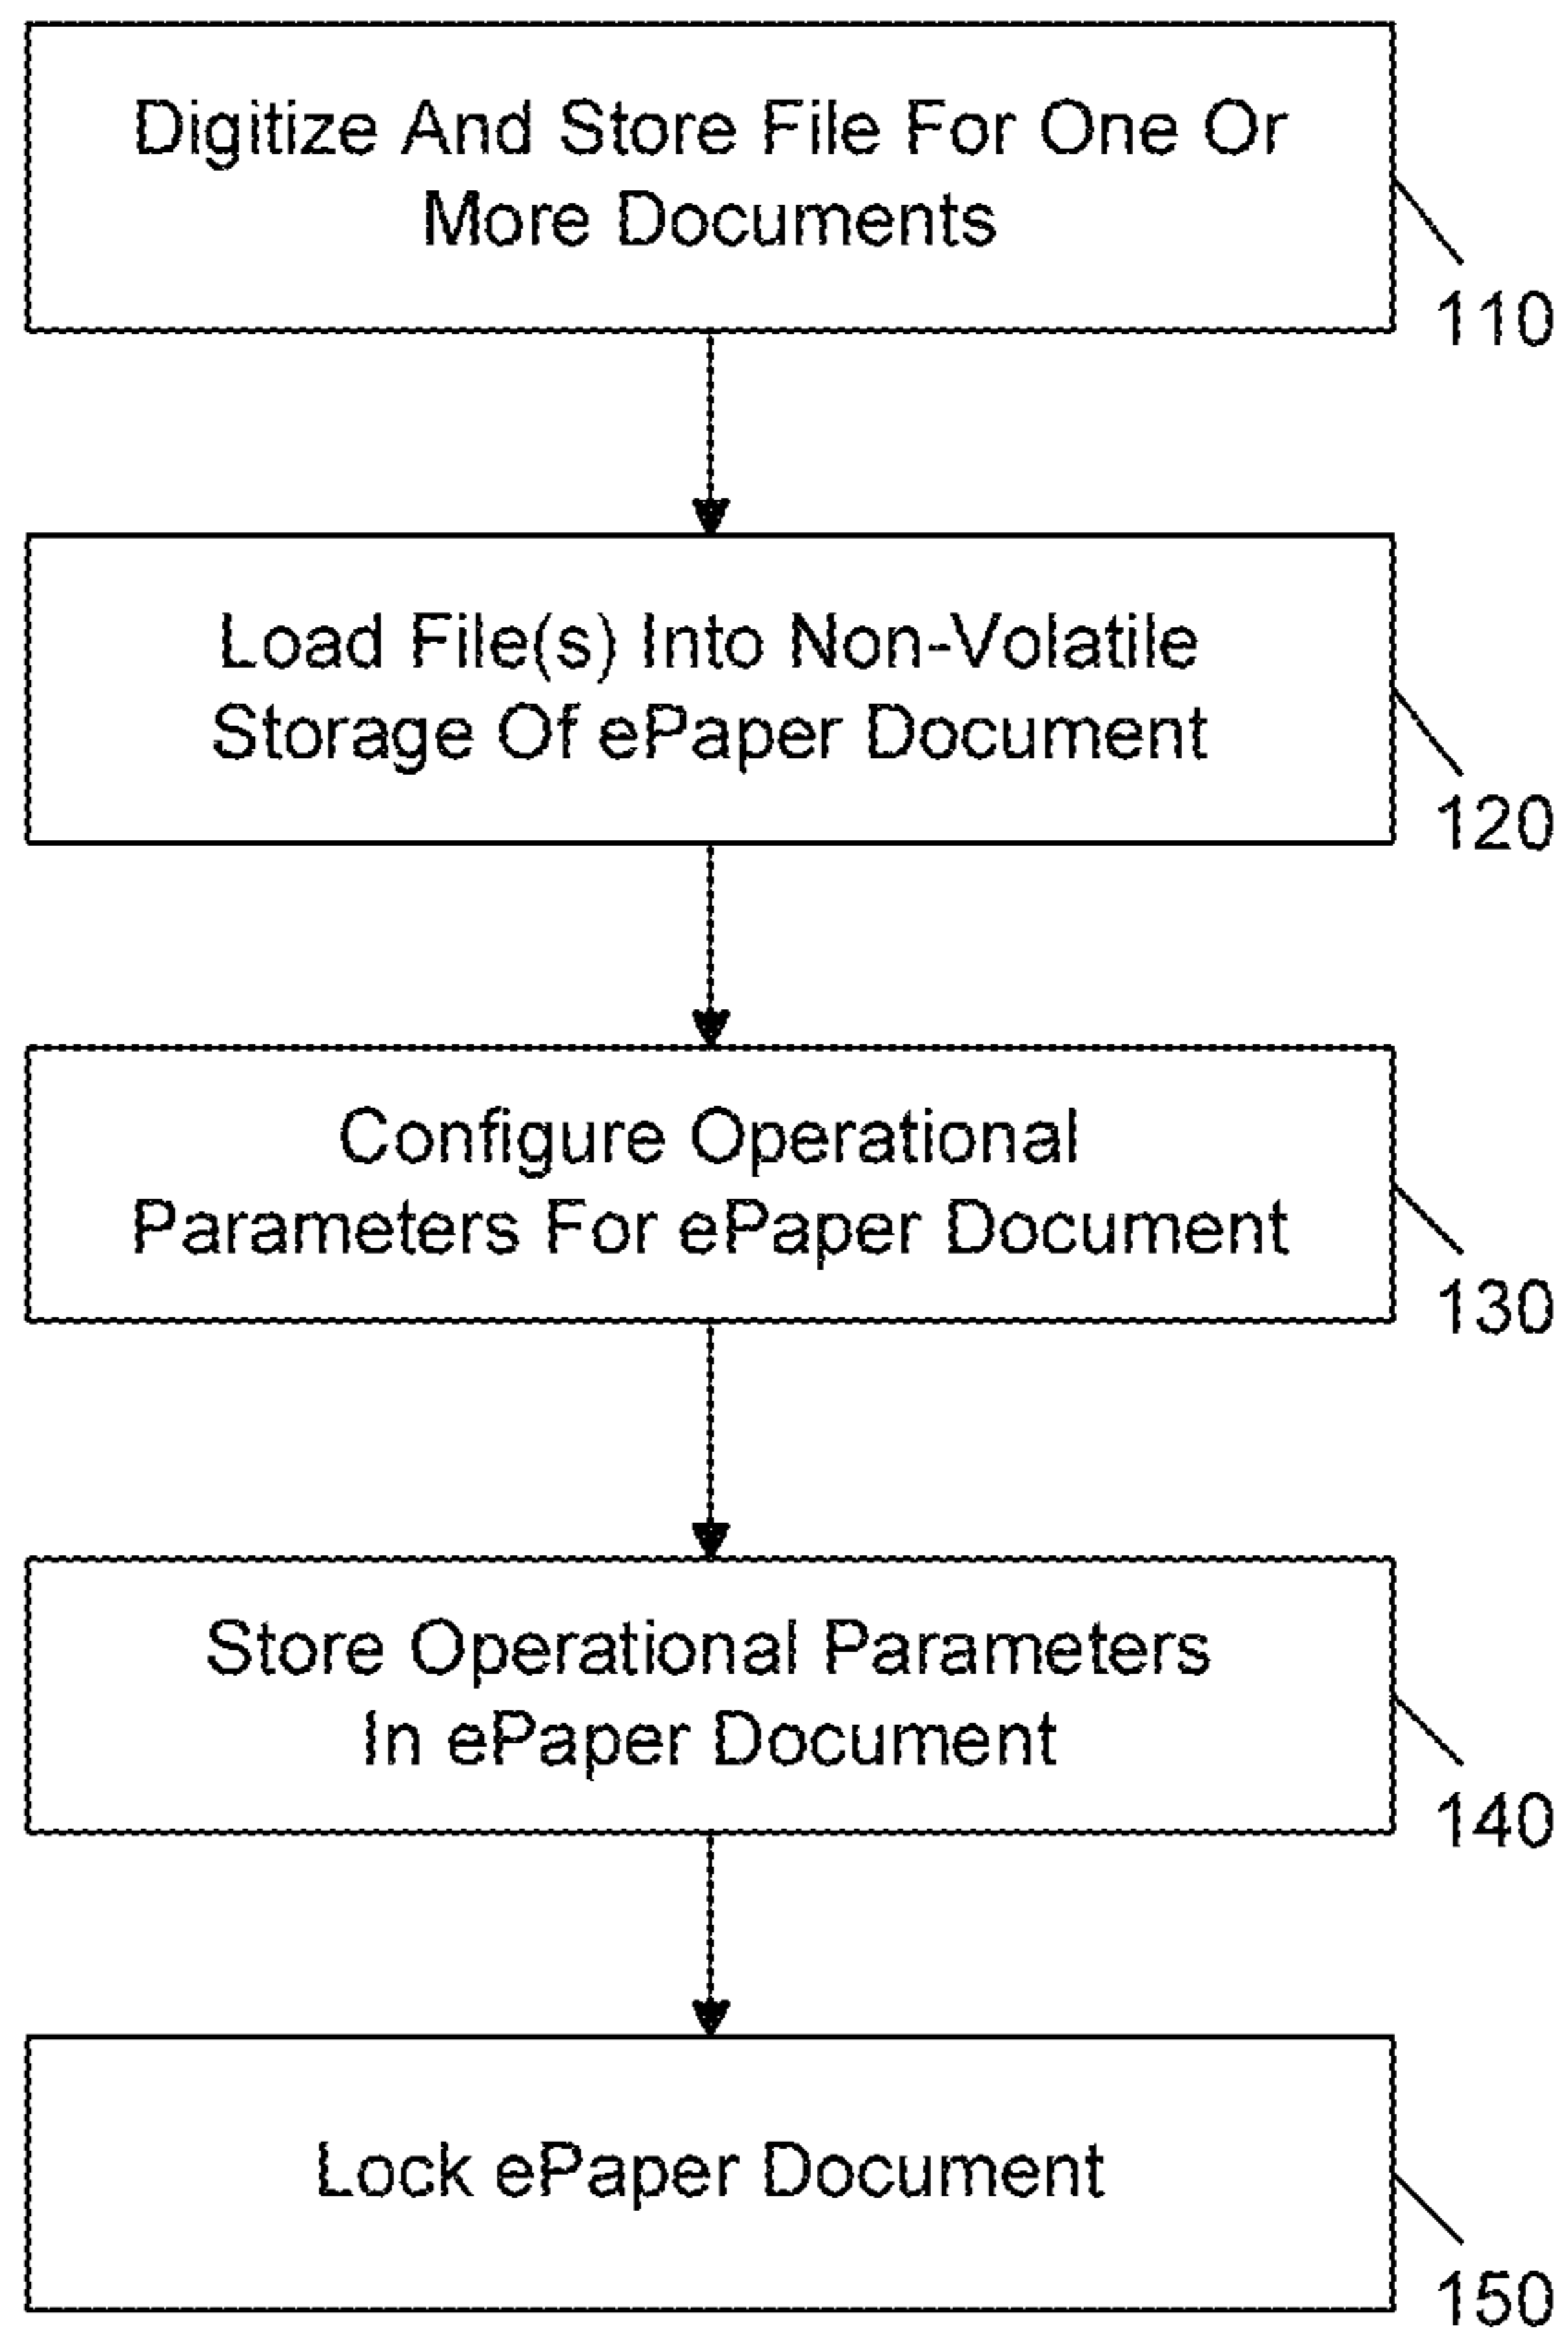 Digitize And Store File For One Or
More Documents
110
Load File(s) Into Non-Volatile
Storage Of ePaper Document
120
Configure Operational
Parameters For ePaper Document
130
Store Operational Parameters
In ePaper Document
140
Lock ePaper Document
150